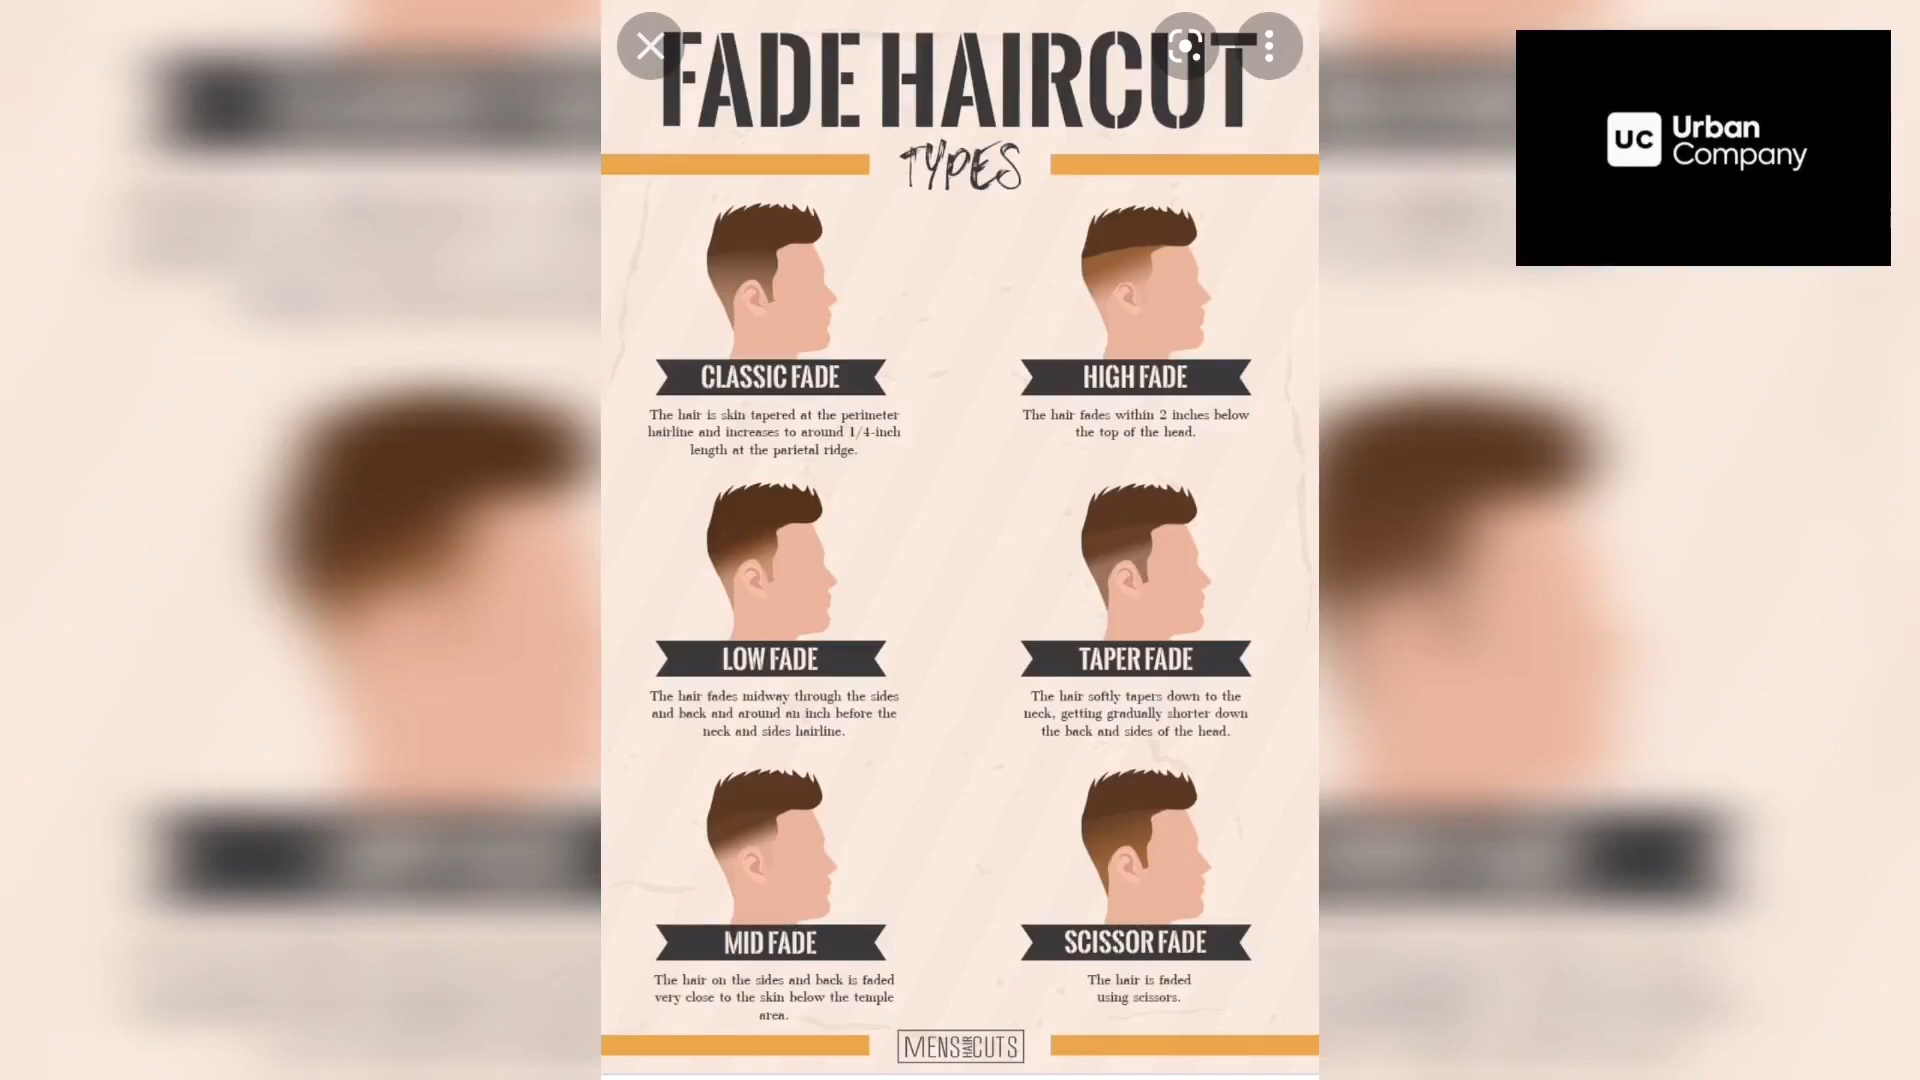 FADE HAIRCUT
TYPES
UC Urban
Company
CLASSIC FADE
The hair is skin tapered at the perimeter
hairline and increases to around 1/4-inch
length at the parietal ridge.
HIGH FADE
The hair fades within 2 inches below
the top of the head.
LOW FADE
The hair fades midway through the sides
and back and around an inch before the
neck and sides hairline.
TAPER FADE
The hair softly tapers down to the
neck, getting gradually shorter down
the back and sides of the head.
MID FADE
The hair on the sides and back is faded
very close to the skin below the temple
area.
SCISSOR FADE
The hair is faded
using scissors.
MENS HAIR CUTS